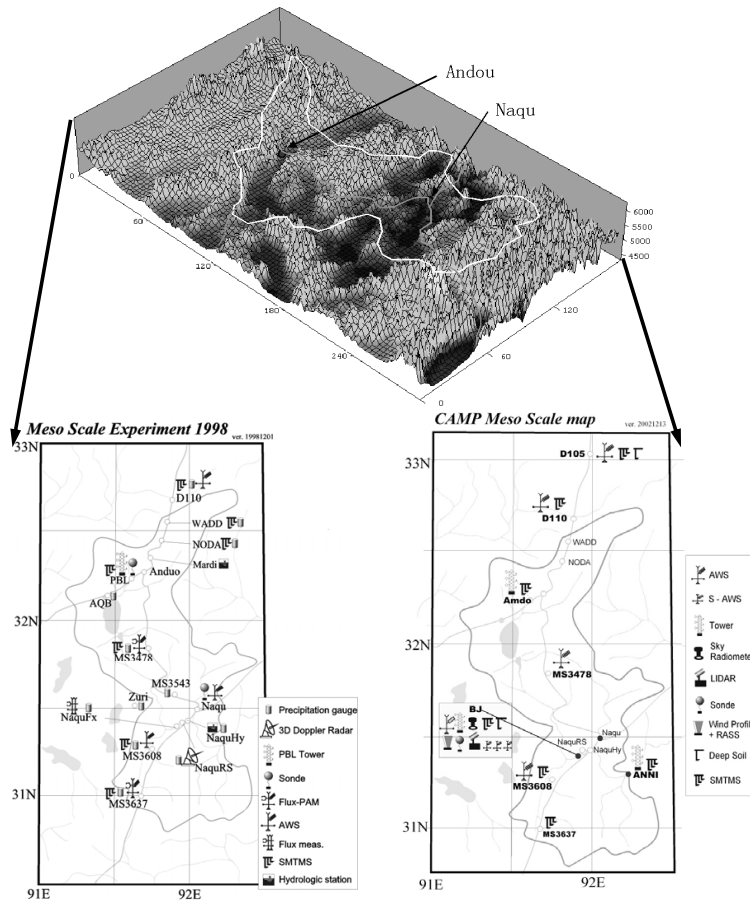 Andou
Naqu
0
60
120
180
240
6000
5500
5000
4500
120
60
0
Meso Scale Experiment 1998
ver. 19981201
33N
32N
31N
91E
92E
D110
WADD
NODA
Mardi
PBL
Anduo
AQB
MS3478
MS3543
Zuri
Naqu
NaquFx
NaquHy
MS3608
NaquRS
MS3637
Precipitation gauge
3D Doppler Radar
PBL Tower
Sonde
Flux-PAM
AWS
Flux meas.
SMTMS
Hydrologic station
CAMP Meso Scale map
ver. 20021213
33N
32N
31N
91E
92E
D105
D110
WADD
NODA
Amdo
MS3478
BJ
Naqu
NaquRS
NaquHy
ANNI
MS3608
MS3637
AWS
S - AWS
Tower
Sky
Radiomete
LIDAR
Sonde
Wind Profil
+ RASS
Deep Soil
SMTMS